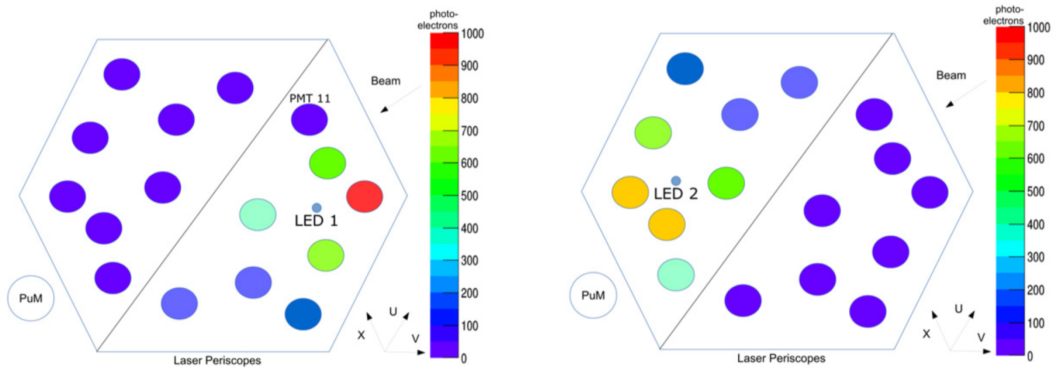 photo-
electrons
1000
900
800
700
600
500
400
300
200
100
0
Beam
PMT 11
LED 1
PuM
U
X
V
Laser Periscopes
photo-
electrons
1000
900
800
700
600
500
400
300
200
100
0
Beam
LED 2
PuM
U
X
V
Laser Periscopes